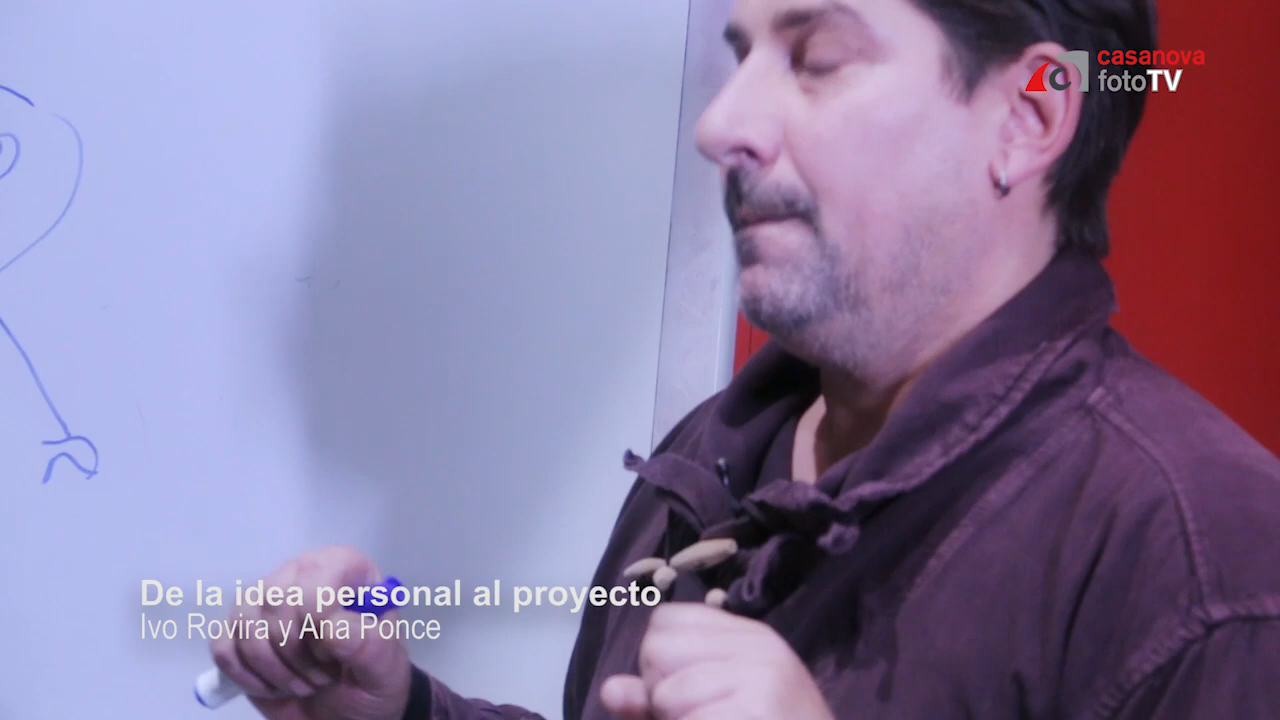 casanova
fotoTV
De la idea personal al proyecto
Ivo Rovira y Ana Ponce